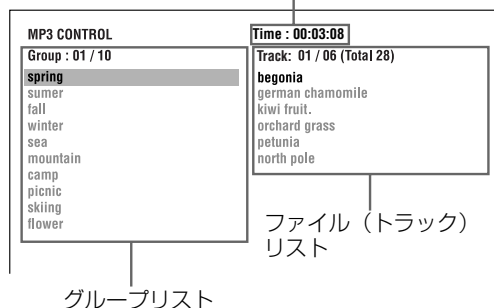 MP3 CONTROL
Time : 00:03:08
Group : 01 / 10
Track: 01 / 06 (Total 28)
spring
sumer
fall
winter
sea
mountain
camp
picnic
skiing
flower
begonia
german chamomile
kiwi fruit.
orchard grass
petunia
north pole
ファイル（トラック）
リスト
グループリスト